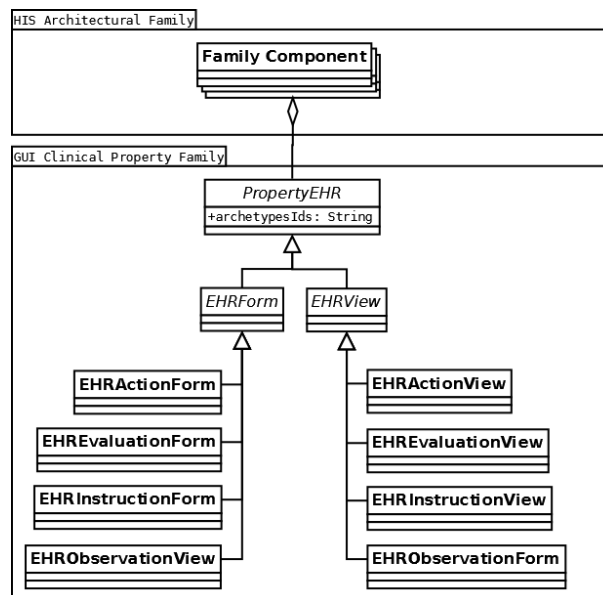 HIS Architectural Family
Family Component
GUI Clinical Property Family
PropertyEHR
+archetypesIds: String
EHRForm
EHRView
EHRActionForm
EHRActionView
EHREvaluationForm
EHREvaluationView
EHRInstructionForm
EHRInstructionView
EHRObservationView
EHRObservationForm